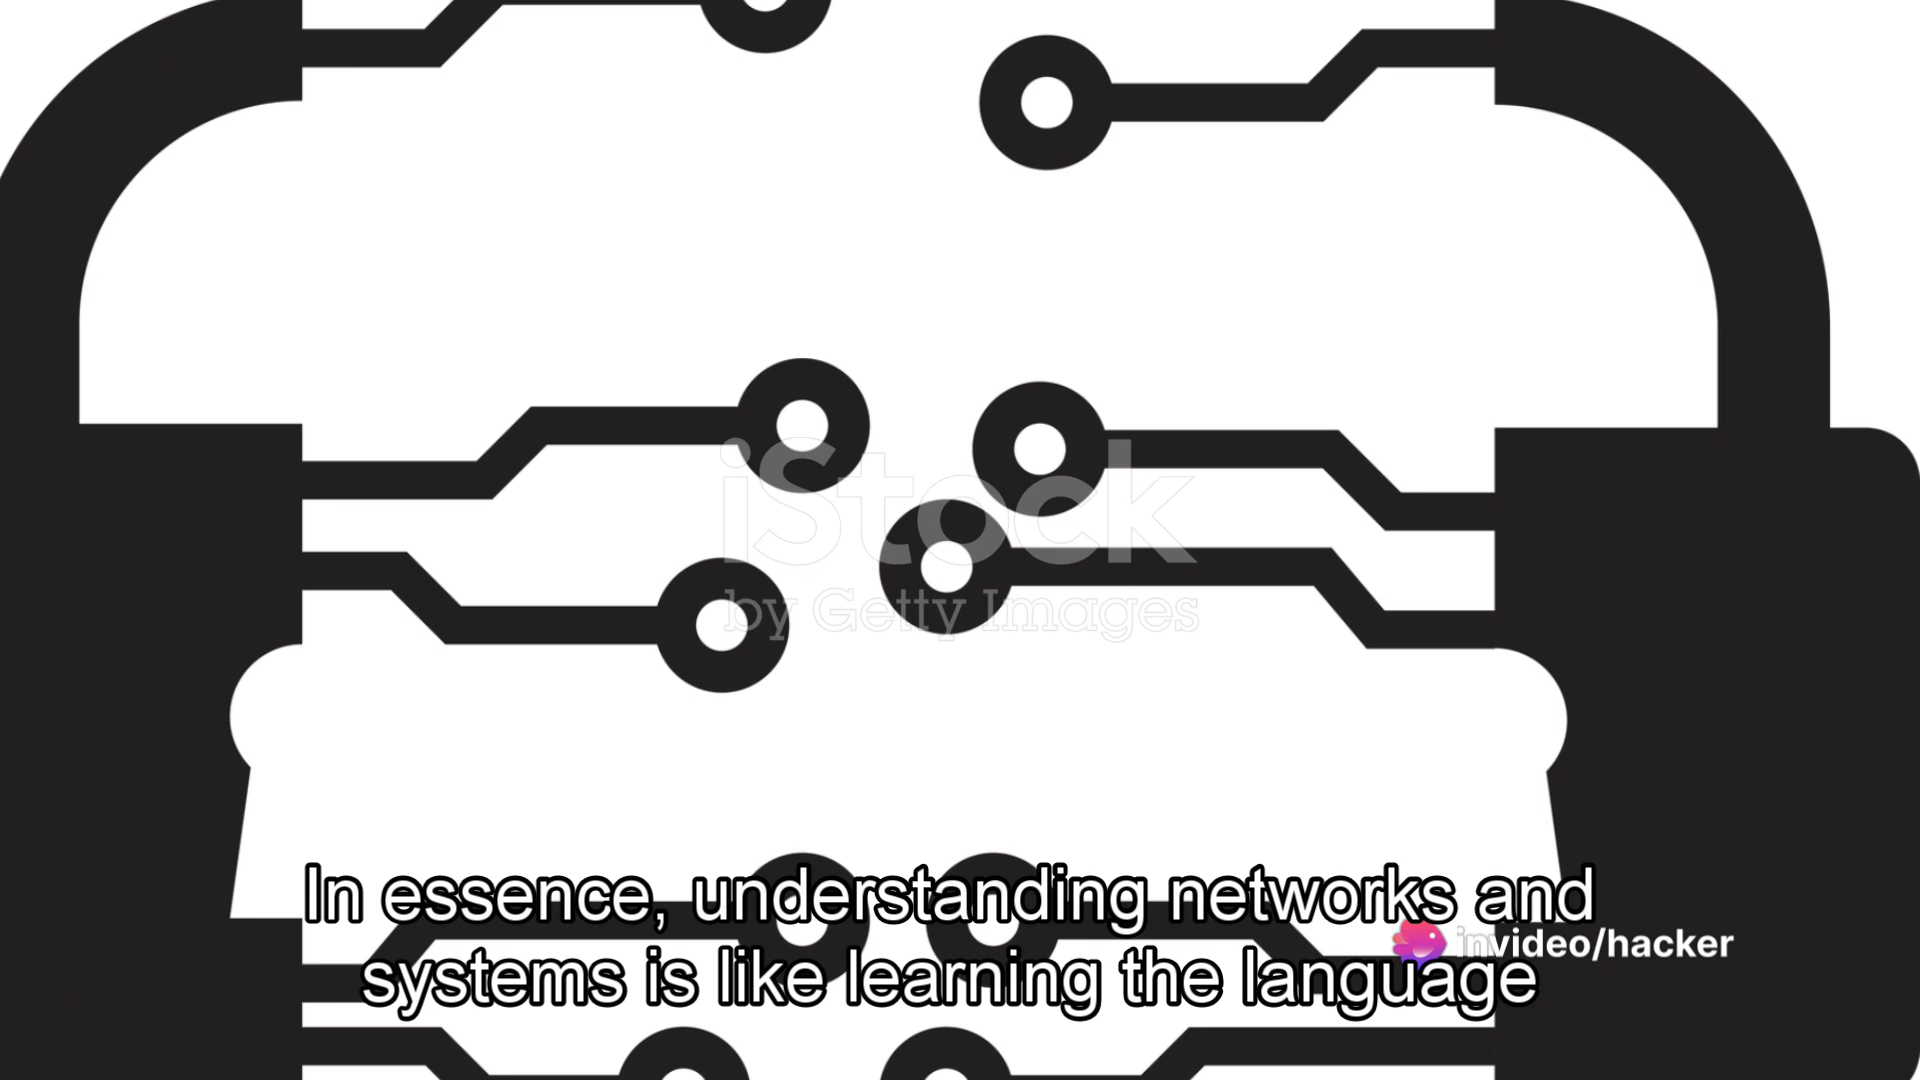 iStock
by Getty Images
In essence, understanding networks and
invideo/hacker
systems is like learning the language